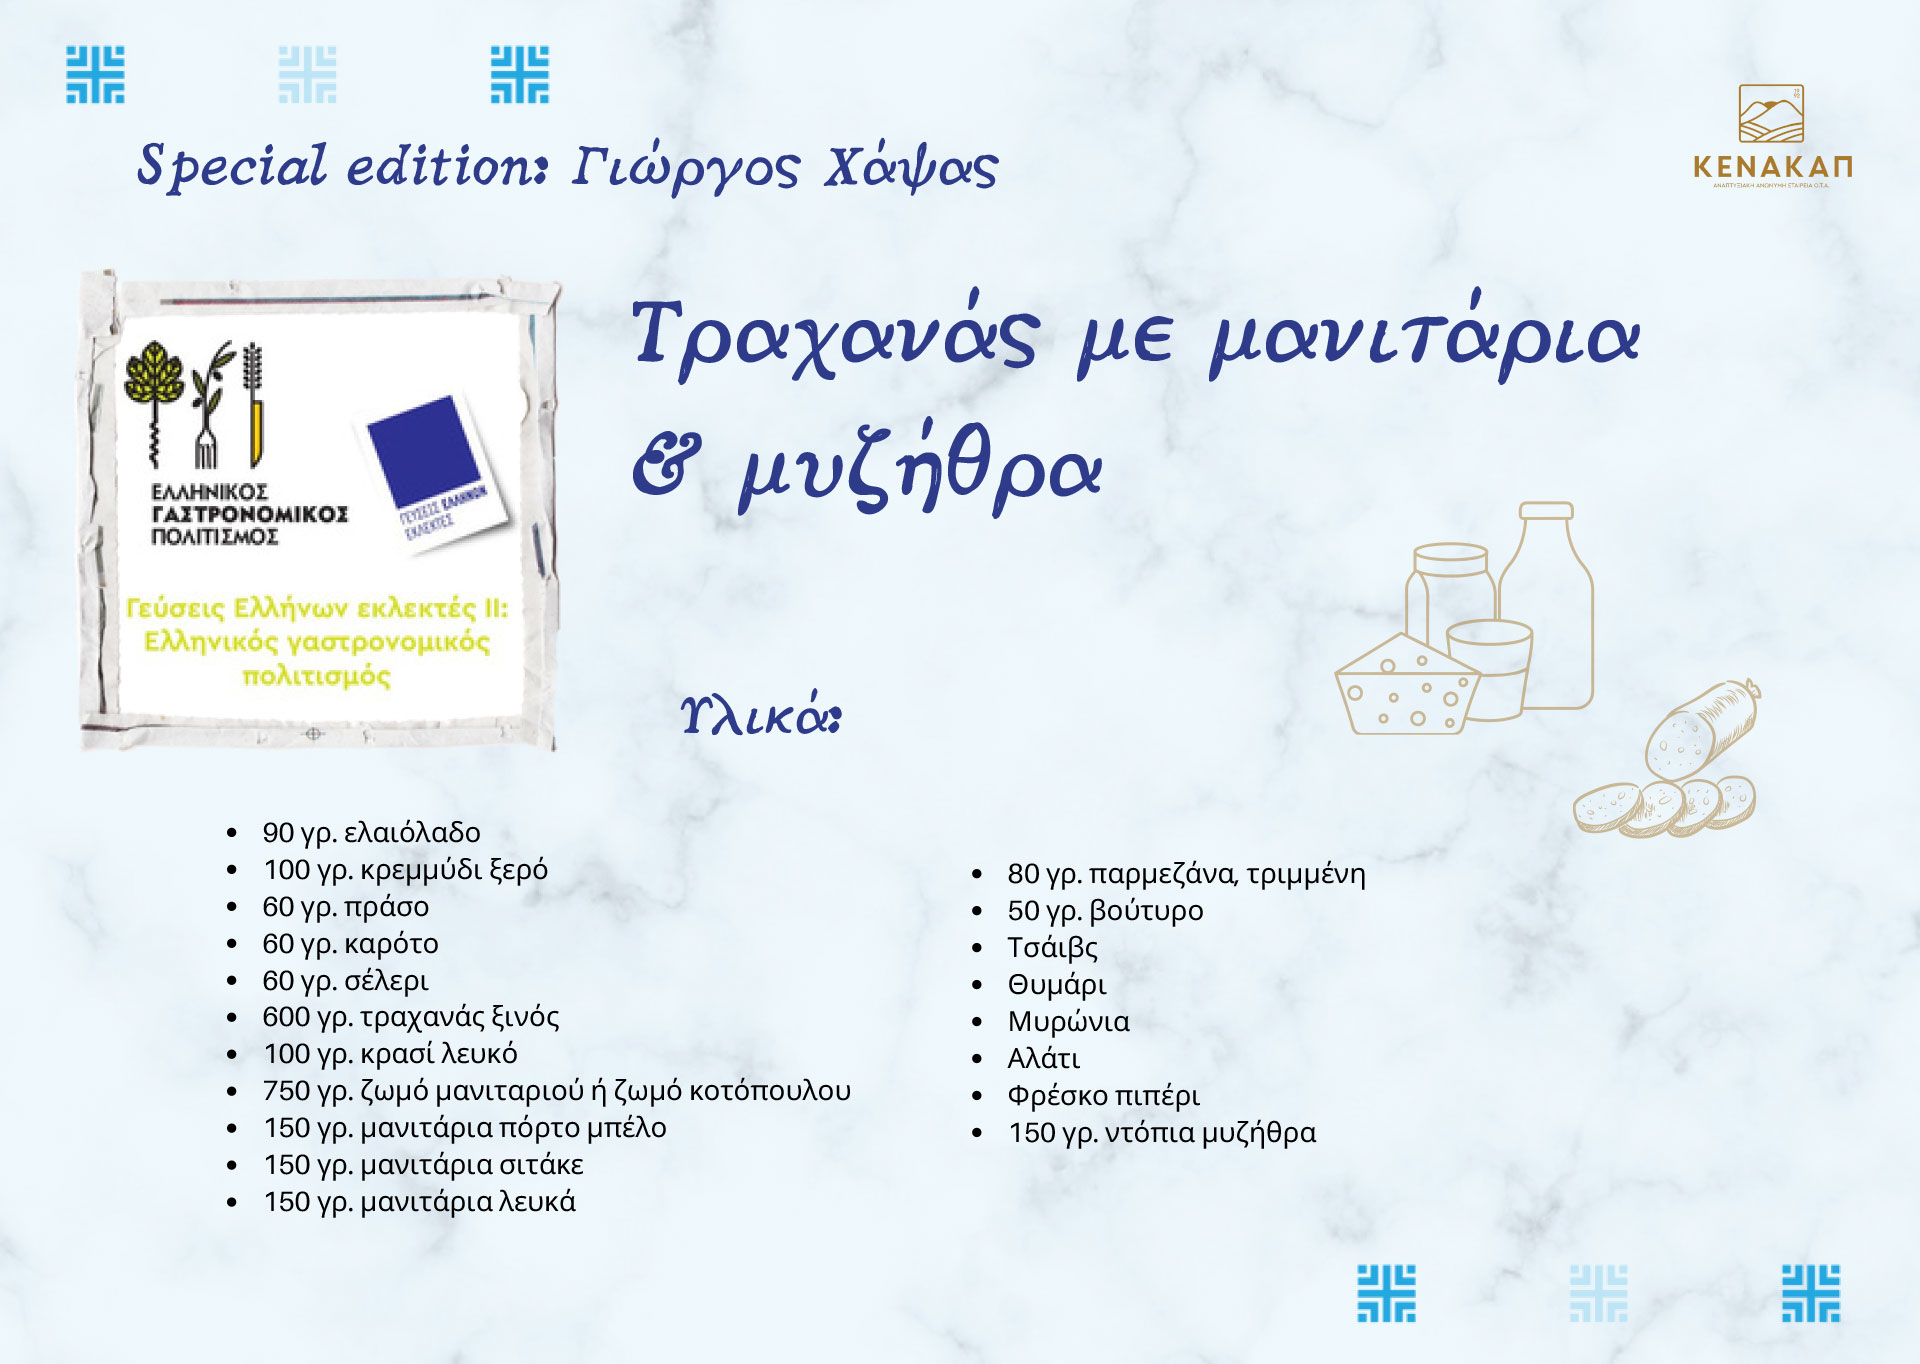 Special edition: Γιώργος Χάψας
ΚΕΝΑΚΑΠ
ΑΝΑΠΤΥΞΙΑΚΗ ΑΝΩΝΥΜΗ ΕΤΑΙΡΕΙΑ Ο.Τ.Α.
Τραχανάς με μανιτάρια
& μυζήθρα
ΕΛΛΗΝΙΚΟΣ
ΓΑΣΤΡΟΝΟΜΙΚΟΣ
ΠΟΛΙΤΙΣΜΟΣ
ΓΕΥΣΕΙΣ ΕΛΛΗΝΩΝ
ΕΚΛΕΚΤΕΣ
Γεύσεις Ελλήνων εκλεκτές ΙΙ:
Ελληνικός γαστρονομικός
πολιτισμός
Υλικά:
• 90 γρ. ελαιόλαδο
• 100 γρ. κρεμμύδι ξερό
• 60 γρ. πράσο
• 60 γρ. καρότο
• 60 γρ. σέλερι
• 600 γρ. τραχανάς ξινός
• 100 γρ. κρασί λευκό
• 750 γρ. ζωμό μανιταριού ή ζωμό κοτόπουλου
• 150 γρ. μανιτάρια πόρτο μπέλο
• 150 γρ. μανιτάρια σιτάκε
• 150 γρ. μανιτάρια λευκά
• 80 γρ. παρμεζάνα, τριμμένη
• 50 γρ. βούτυρο
• Τσάιβς
• Θυμάρι
• Μυρώνια
• Αλάτι
• Φρέσκο πιπέρι
• 150 γρ. ντόπια μυζήθρα